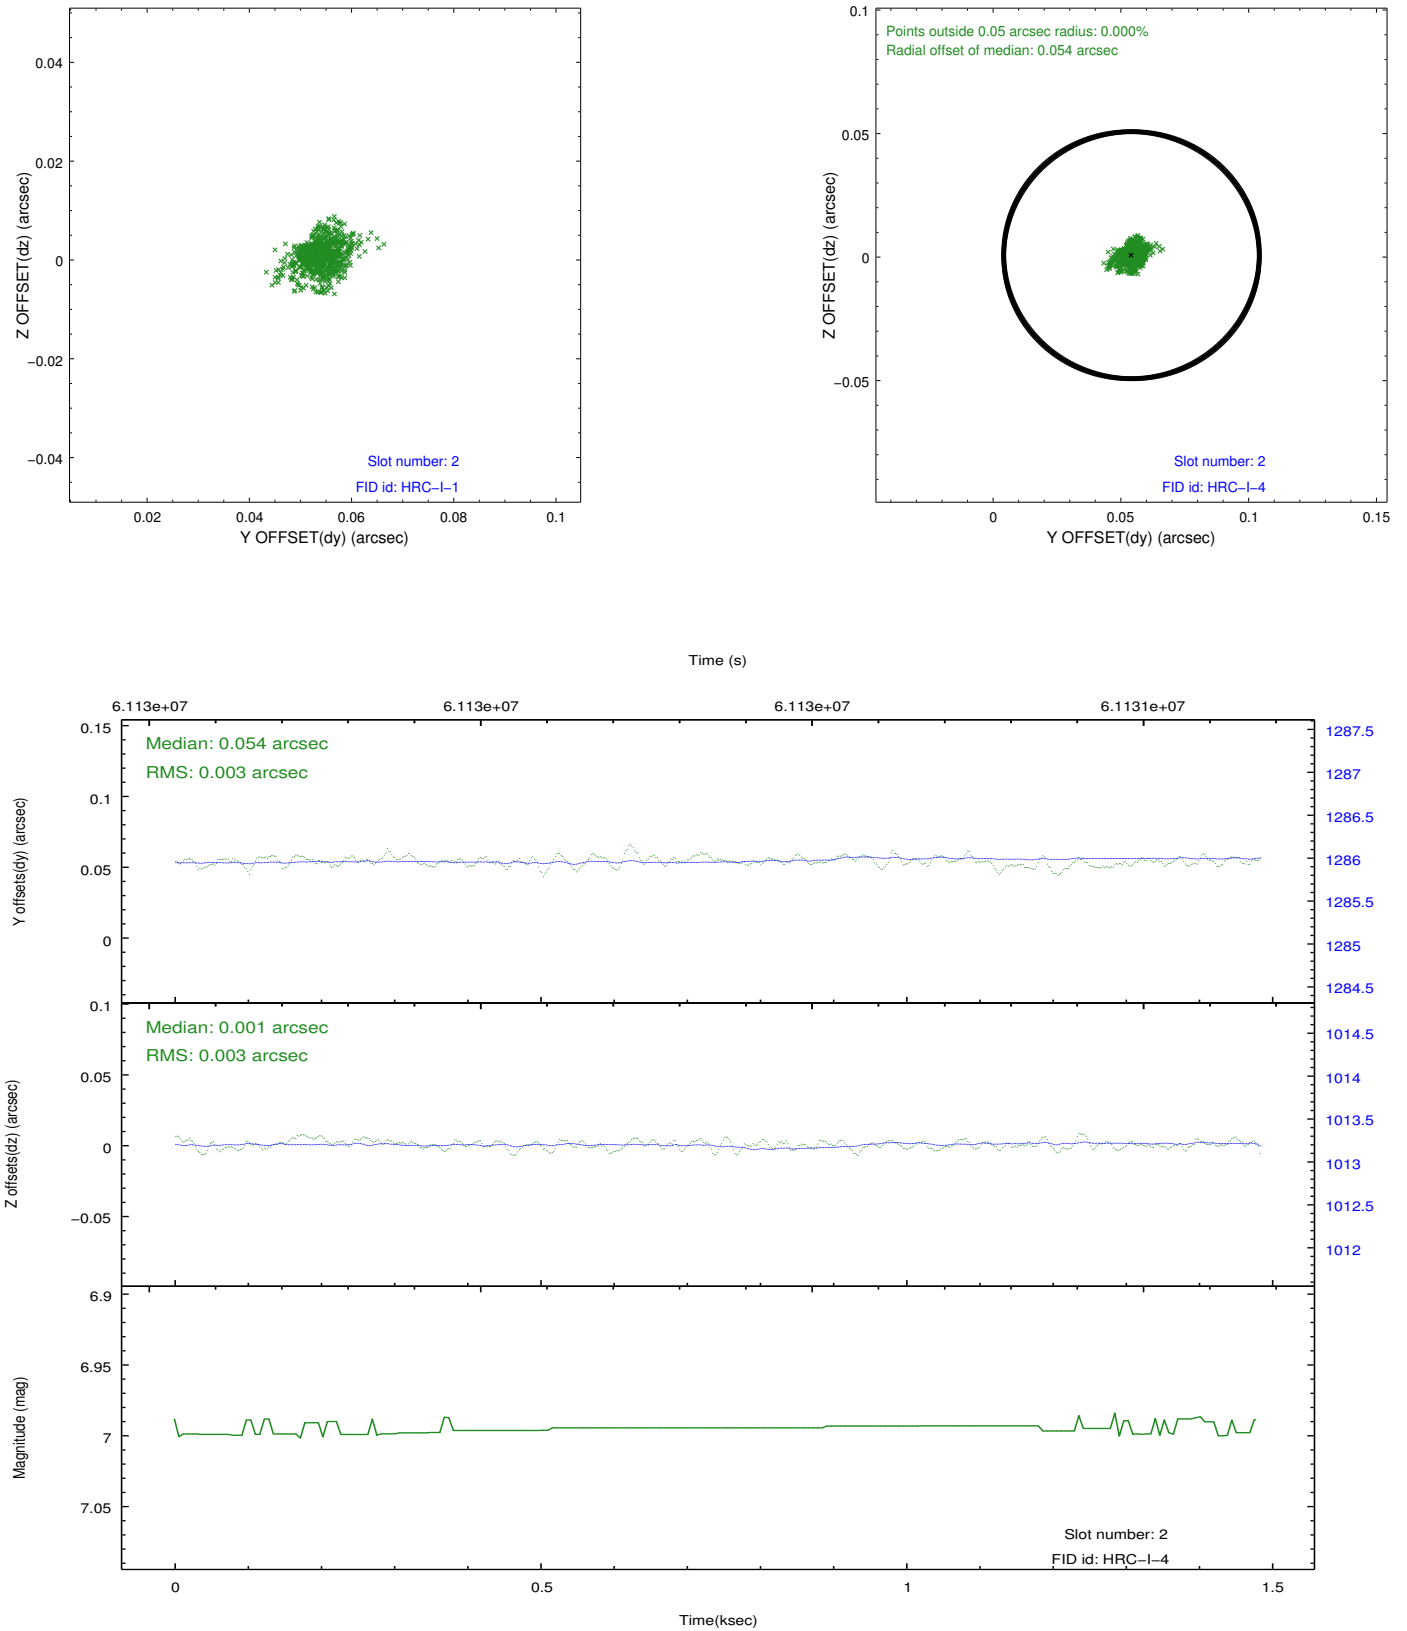 0.04
0.02
0
−0.02
−0.04
Z OFFSET(dz) (arcsec)
Slot number: 2
FID id: HRC−I−1
0.02 0.04 0.06 0.08 0.1
Y OFFSET(dy) (arcsec)
0.1
0.05
0
−0.05
Z OFFSET(dz) (arcsec)
Points outside 0.05 arcsec radius: 0.000%
Radial offset of median: 0.054 arcsec
Slot number: 2
FID id: HRC−I−4
0 0.05 0.1 0.15
Y OFFSET(dy) (arcsec)
Time (s)
6.113e+07 6.113e+07 6.113e+07 6.1131e+07
0.15
0.1
0.05
0
Y offsets(dy) (arcsec)
Median: 0.054 arcsec
RMS: 0.003 arcsec
1287.5
1287
1286.5
1286
1285.5
1285
1284.5
0.1
0.05
0
−0.05
Z offsets(dz) (arcsec)
Median: 0.001 arcsec
RMS: 0.003 arcsec
1014.5
1014
1013.5
1013
1012.5
1012
6.9
6.95
7
7.05
Magnitude (mag)
Slot number: 2
FID id: HRC−I−4
0 0.5 1 1.5
Time(ksec)